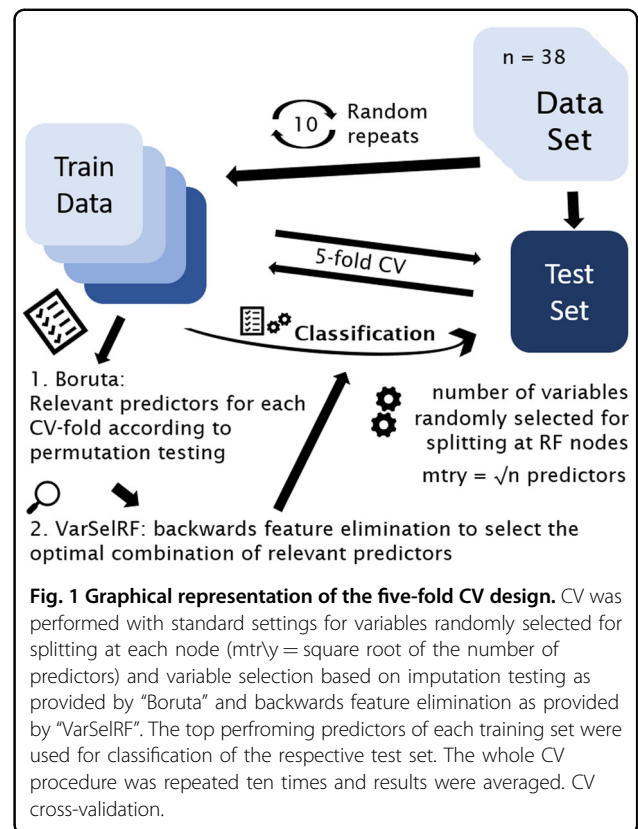 n = 38
Data
Set
10
Random
repeats
Train
Data
5-fold CV
Test
Set
Classification
1. Boruta:
Relevant predictors for each
CV-fold according to
permutation testing
number of variables
randomly selected for
splitting at RF nodes
mtry = √n predictors
2. VarSelRF: backwards feature elimination to select the
optimal combination of relevant predictors
Fig. 1 Graphical representation of the five-fold CV design. CV was
performed with standard settings for variables randomly selected for
splitting at each node (mtr\y = square root of the number of
predictors) and variable selection based on imputation testing as
provided by “Boruta” and backwards feature elimination as provided
by “VarSelRF”. The top perfroming predictors of each training set were
used for classification of the respective test set. The whole CV
procedure was repeated ten times and results were averaged. CV
cross-validation.